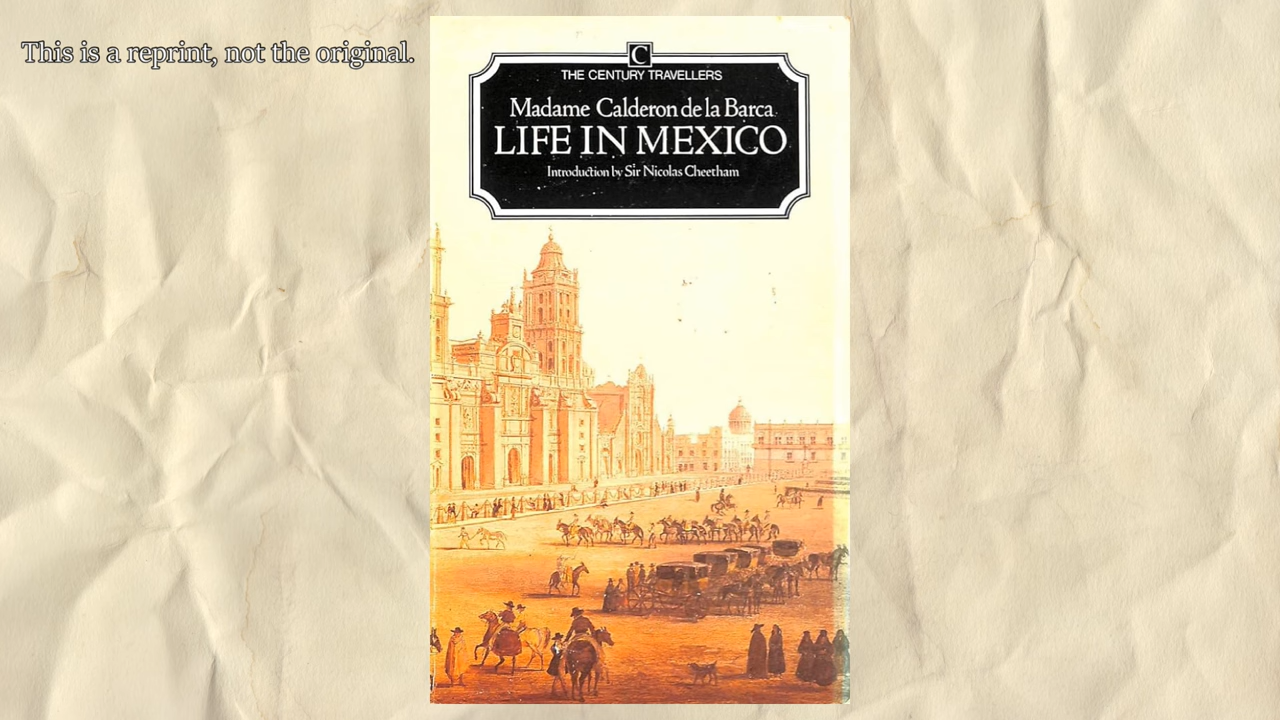 This is a reprint, not the original.
C
THE CENTURY TRAVELLERS
Madame Calderon de la Barca
LIFE IN MEXICO
Introduction by Sir Nicolas Cheetham